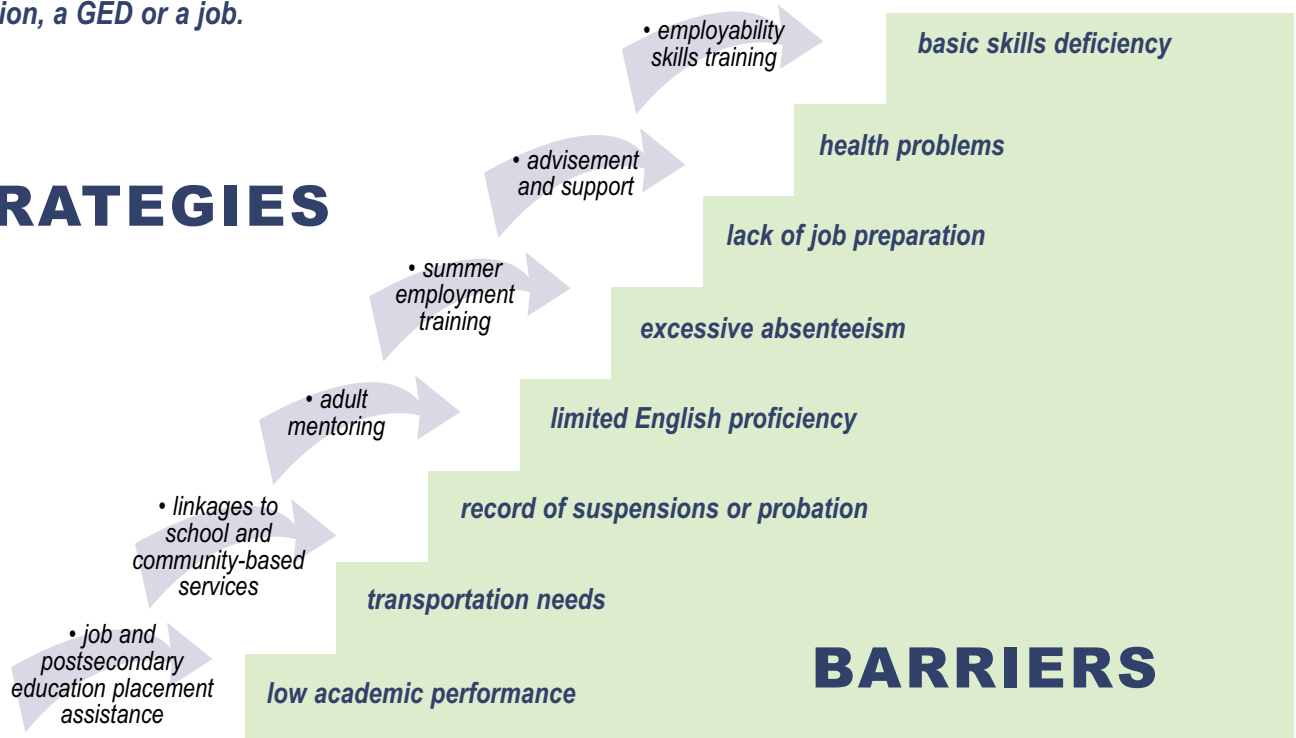 ion, a GED or a job.
• employability
skills training
basic skills deficiency
health problems
• advisement
and support
RATEGIES
lack of job preparation
• summer
employment
training
excessive absenteeism
• adult
mentoring
limited English proficiency
• linkages to
school and
community-based
services
record of suspensions or probation
transportation needs
• job and
postsecondary
education placement
assistance
BARRIERS
low academic performance